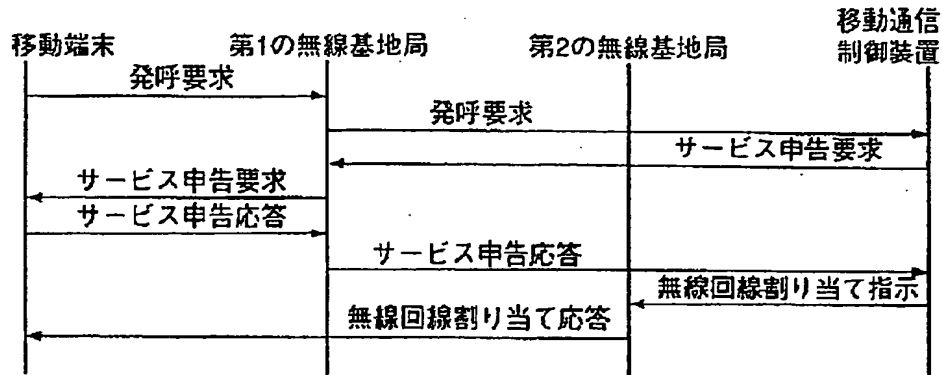 移動端末
第1の無線基地局
第2の無線基地局
移動通信
制御装置
発呼要求
発呼要求
サービス申告要求
サービス申告要求
サービス申告応答
サービス申告応答
無線回線割り当て指示
無線回線割り当て応答